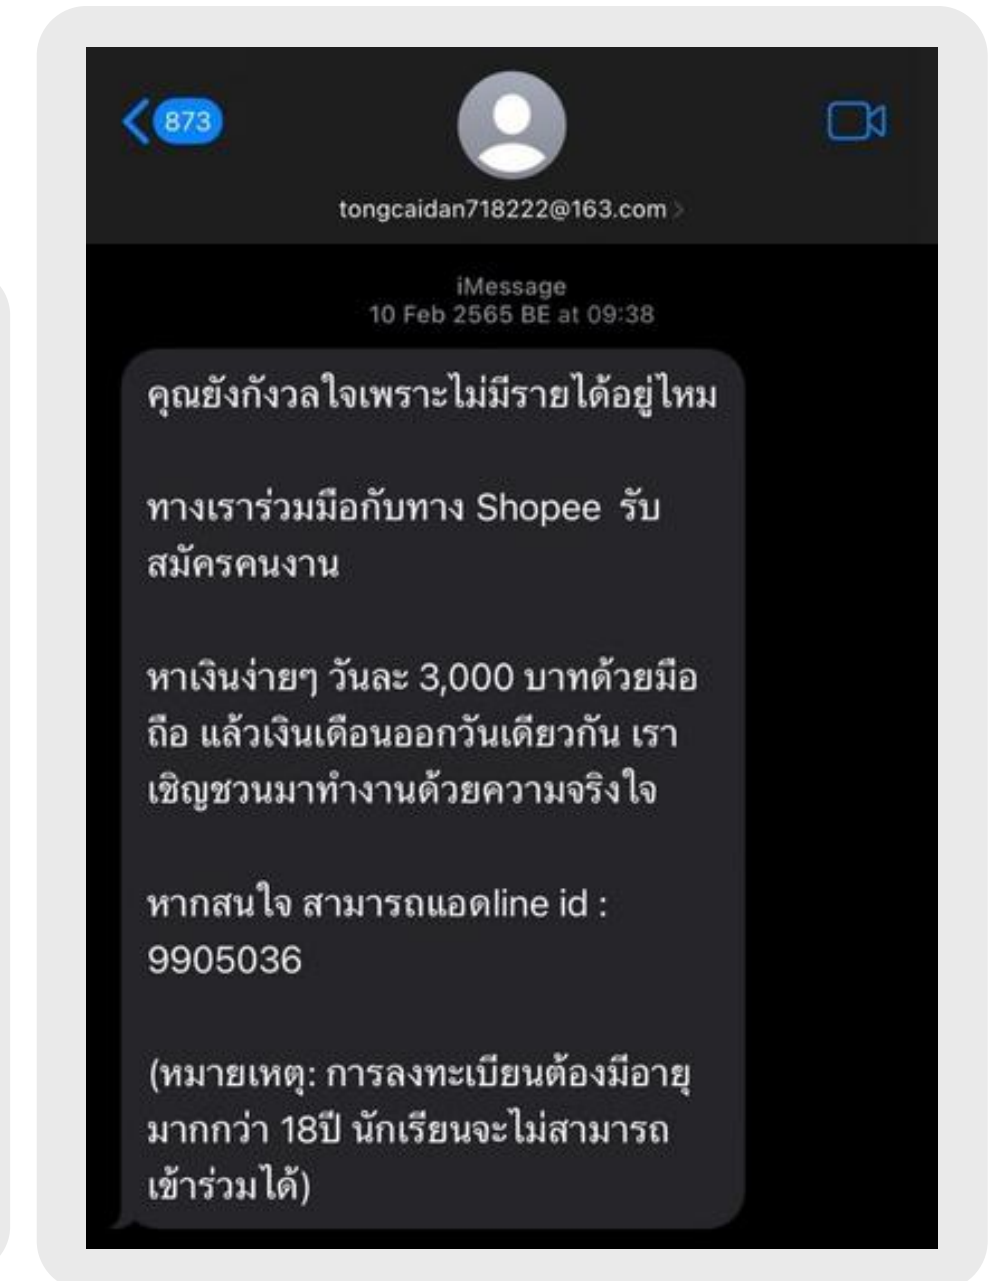 873
tongcaidan718222@163.com
iMessage
10 Feb 2565 BE at 09:38
คุณยังกังวลใจเพราะไม่มีรายได้อยู่ไหม
ทางเราร่วมมือกับทาง Shopee รับ
สมัครคนงาน
หาเงินง่ายๆ วันละ 3,000 บาทด้วยมือ
ถือ แล้วเงินเดือนออกวันเดียวกัน เรา
เชิญชวนมาทำงานด้วยความจริงใจ
หากสนใจ สามารถแอดline id :
9905036
(หมายเหตุ: การลงทะเบียนต้องมีอายุ
มากกว่า 18ปี นักเรียนจะไม่สามารถ
เข้าร่วมได้)